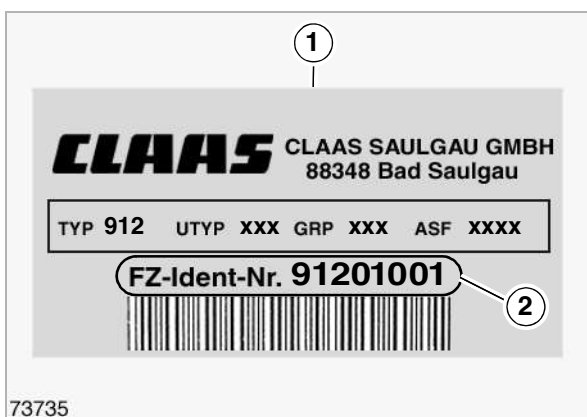 1
CLAAS CLAAS SAULGAU GMBH
88348 Bad Saulgau
TYP 912 UTYP xxx GRP xxx ASF xxxx
FZ-Ident-Nr. 91201001
2
73735